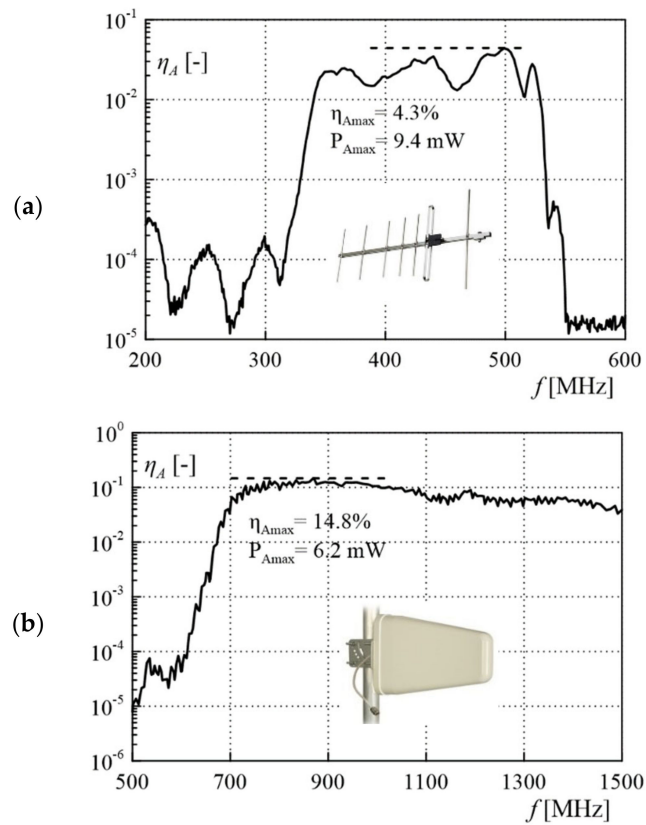 (a)
10⁻¹
η_A [-]
10⁻²
η_Amax= 4.3%
P_Amax= 9.4 mW
10⁻³
10⁻⁴
10⁻⁵
200 300 400 500 600
f [MHz]
(b)
10⁰
η_A [-]
10⁻¹
η_Amax= 14.8%
P_Amax= 6.2 mW
10⁻²
10⁻³
10⁻⁴
10⁻⁵
10⁻⁶
500 700 900 1100 1300 1500
f [MHz]